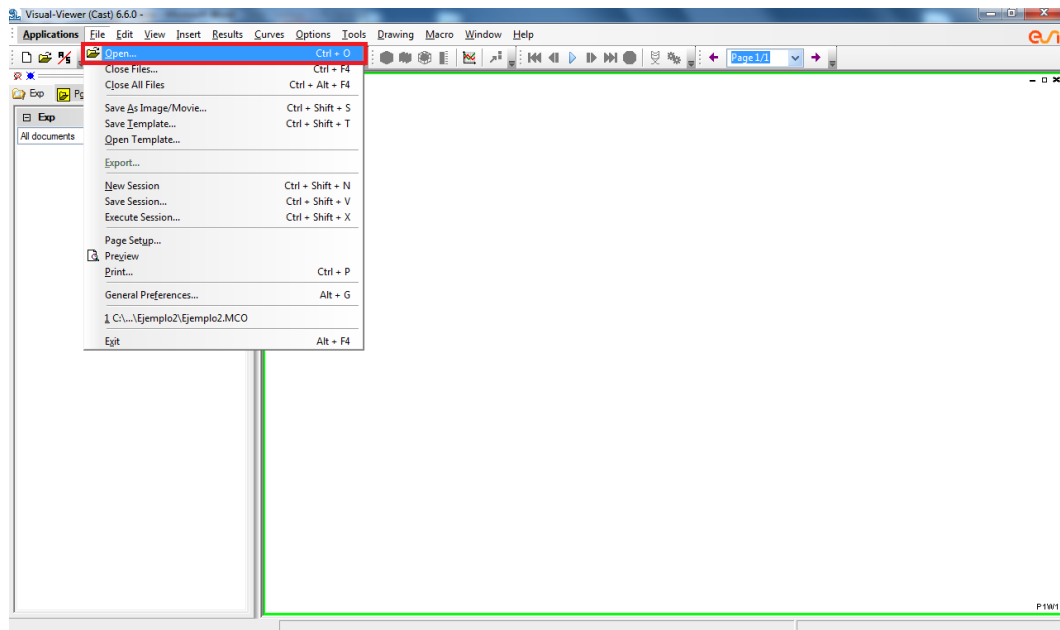 Visual-Viewer (Cast) 6.6.0 -
Applications File Edit View Insert Results Curves Options Tools Drawing Macro Window Help
esi
Open... Ctrl + O
Page 1/1
Close Files... Ctrl + F4
Close All Files Ctrl + Alt + F4
Exp
Exp
All documents
Save As Image/Movie... Ctrl + Shift + S
Save Template... Ctrl + Shift + T
Open Template...
Export...
New Session Ctrl + Shift + N
Save Session... Ctrl + Shift + V
Execute Session... Ctrl + Shift + X
Page Setup...
Preview
Print... Ctrl + P
General Preferences... Alt + G
1 C:\...\Ejemplo2\Ejemplo2.MCO
Exit Alt + F4
P1W1